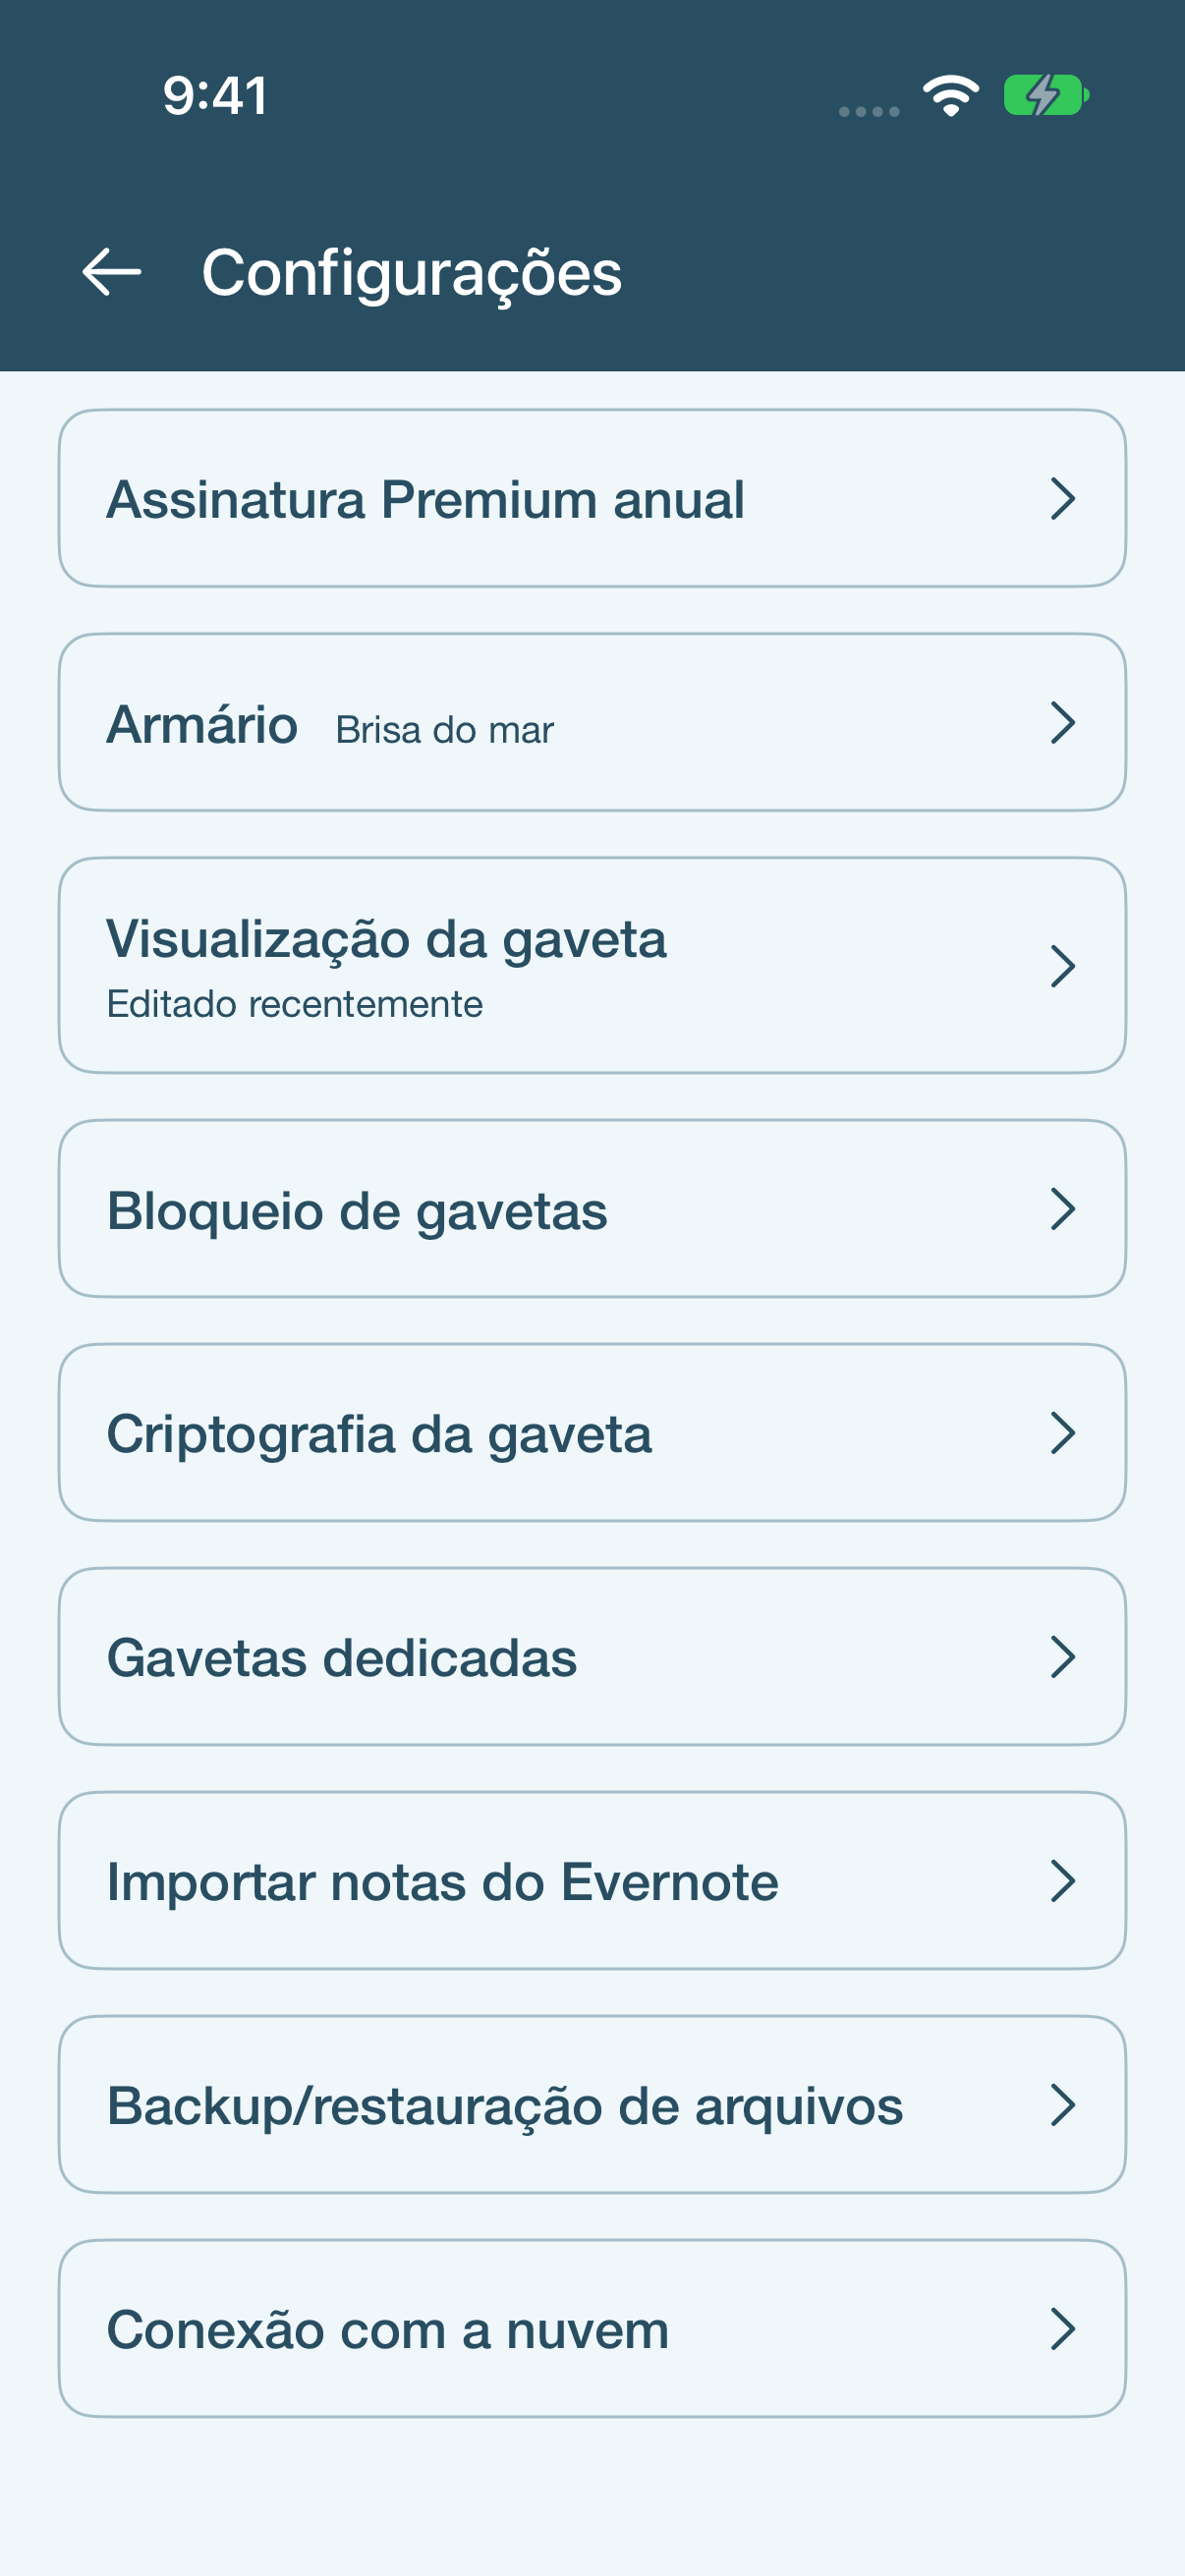 9:41
Configurações
Assinatura Premium anual
Armário Brisa do mar
Visualização da gaveta
Editado recentemente
Bloqueio de gavetas
Criptografia da gaveta
Gavetas dedicadas
Importar notas do Evernote
Backup/restauração de arquivos
Conexão com a nuvem